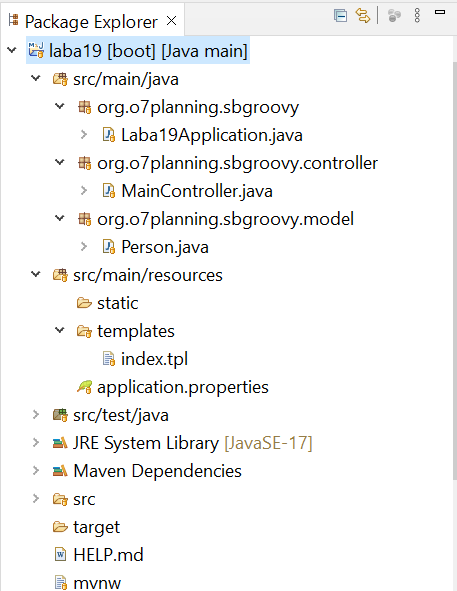 Package Explorer
laba19 [boot] [Java main]
src/main/java
org.o7planning.sbgroovy
Laba19Application.java
org.o7planning.sbgroovy.controller
MainController.java
org.o7planning.sbgroovy.model
Person.java
src/main/resources
static
templates
index.tpl
application.properties
src/test/java
JRE System Library [JavaSE-17]
Maven Dependencies
src
target
HELP.md
mvnw